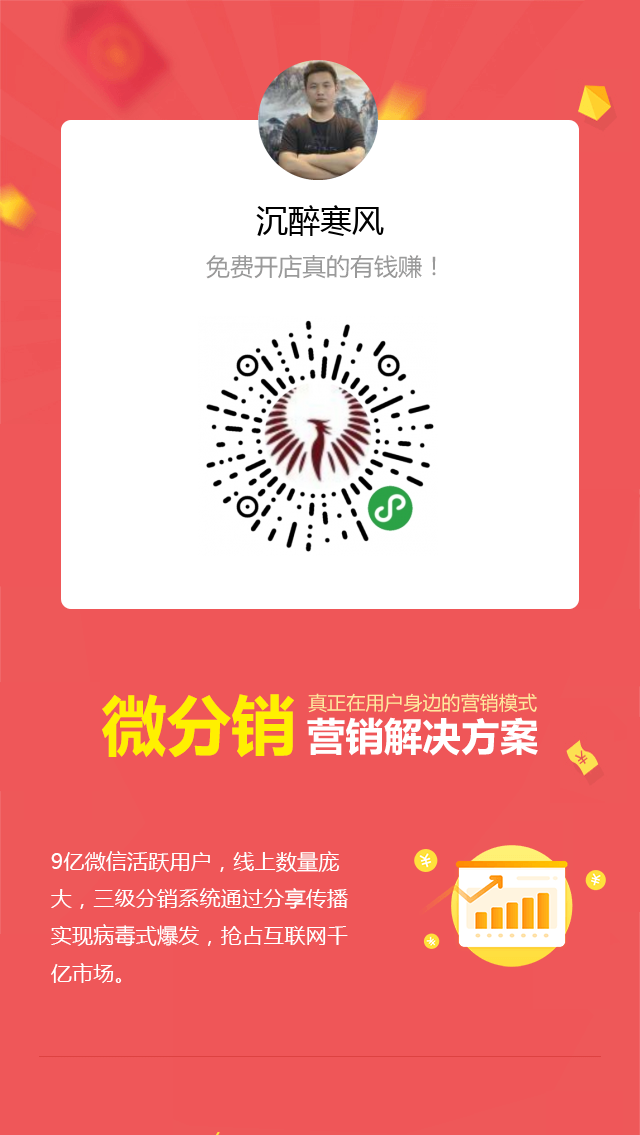 沉醉寒风
免费开店真的有钱赚！
微分销
真正在用户身边的营销模式
营销解决方案
9亿微信活跃用户，线上数量庞
大，三级分销系统通过分享传播
实现病毒式爆发，抢占互联网千
亿市场。